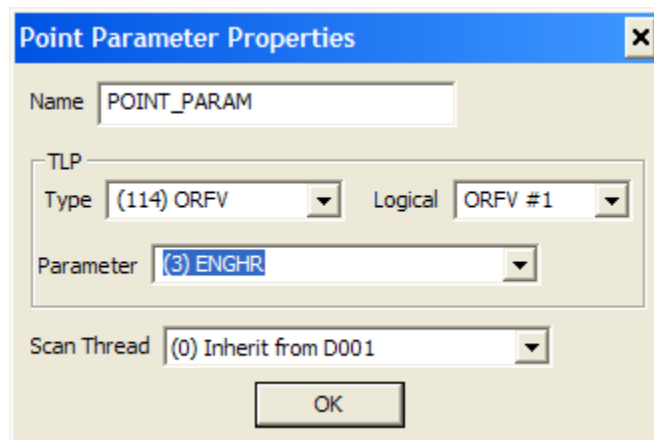 Point Parameter Properties
Name POINT_PARAM
TLP
Type (114) ORFV Logical ORFV #1
Parameter (3) ENGHR
Scan Thread (0) Inherit from D001
OK